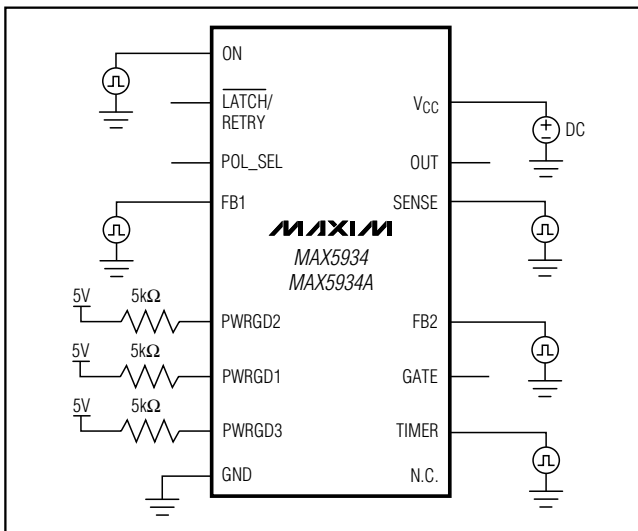 ON
LATCH/
RETRY
POL_SEL
FB1
5V 5kΩ
PWRGD2
5V 5kΩ
PWRGD1
5V 5kΩ
PWRGD3
GND
MAXIM
MAX5934
MAX5934A
VCC
DC
OUT
SENSE
FB2
GATE
TIMER
N.C.